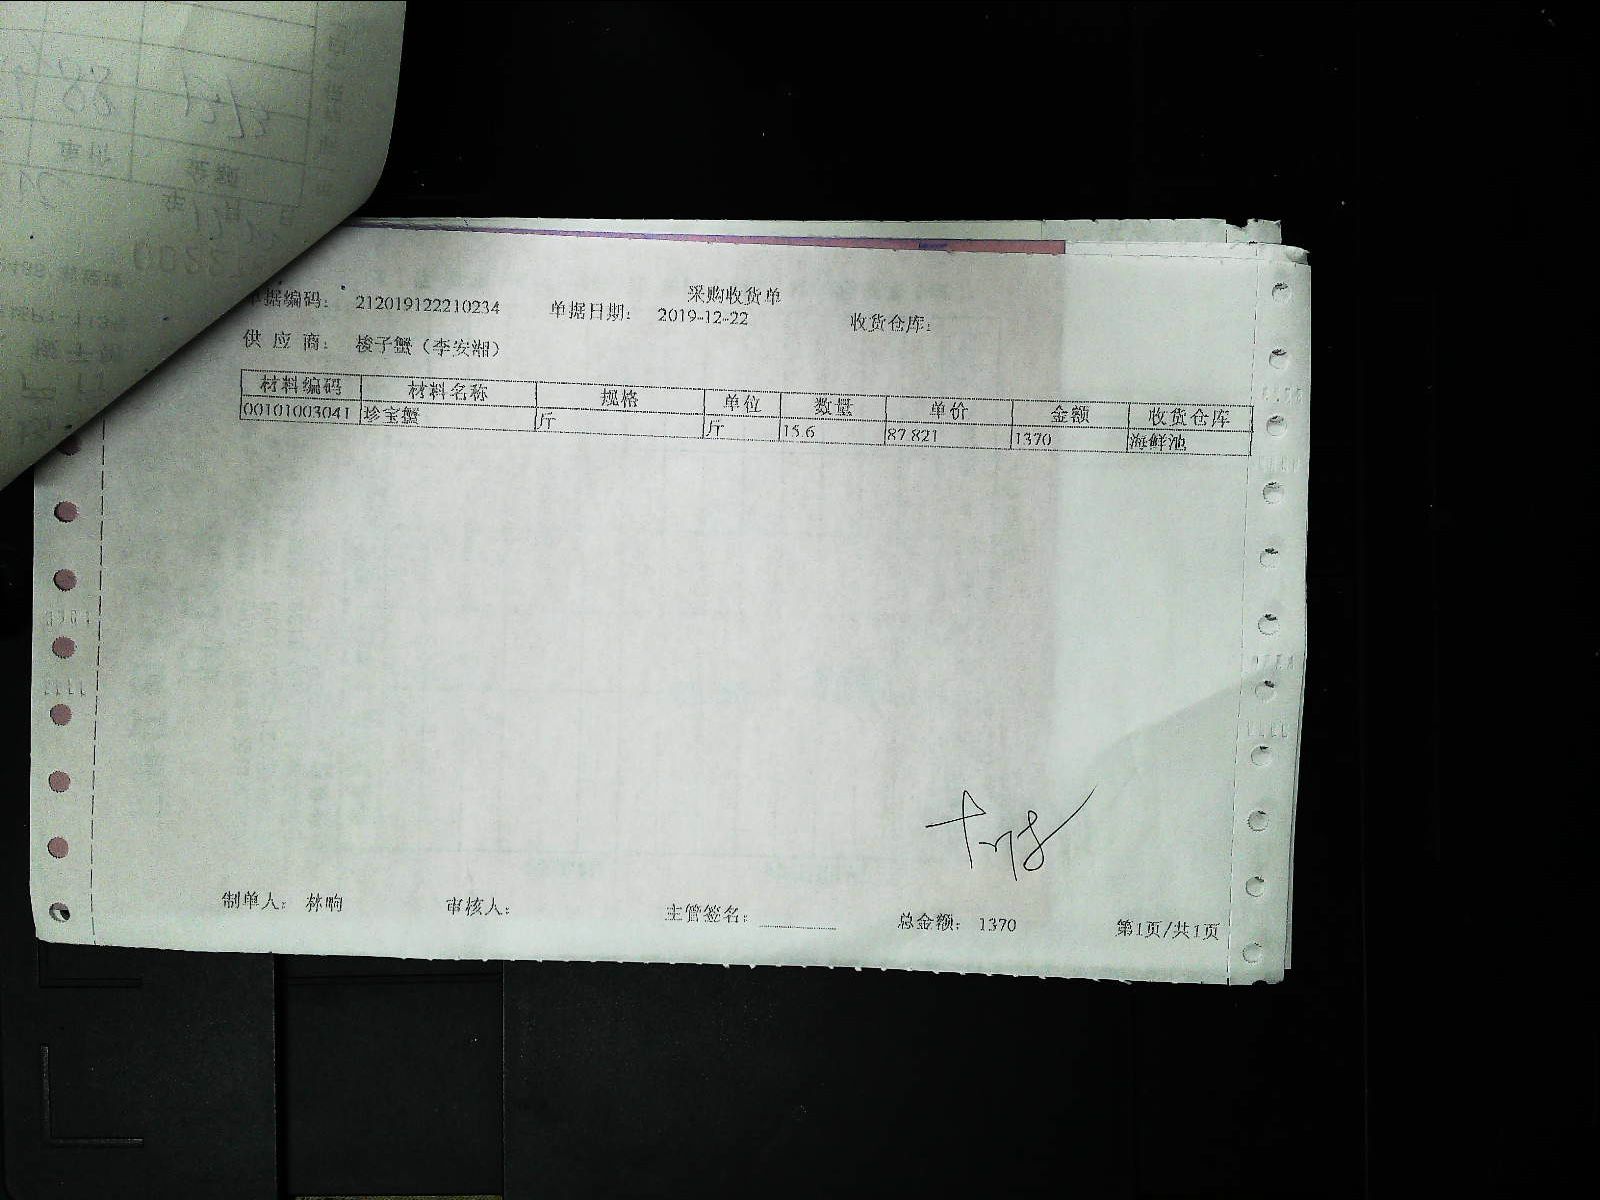 采购收货单
单据编码： 212019122210234 单据日期： 2019-12-22 收货仓库：
供 应 商： 梭子蟹（李安湘）
材料编码 材料名称 规格 单位 数量 单价 金额 收货仓库
00101003041 珍宝蟹 斤 斤 15.6 87.821 1370 海鲜池
制单人： 林晌 审核人： 主管签名： 总金额： 1370 第1页/共1页